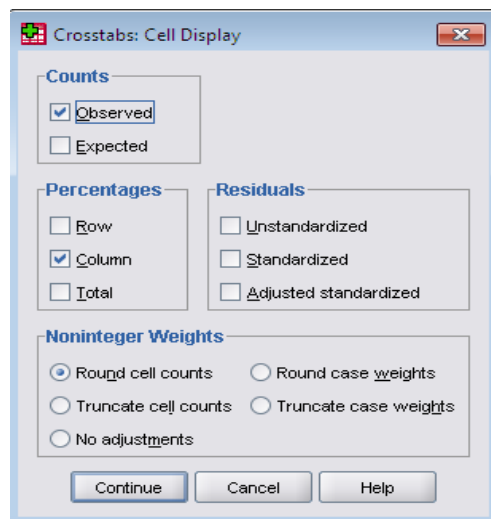 Crosstabs: Cell Display
Counts
Observed
Expected
Percentages
Row
Column
Total
Residuals
Unstandardized
Standardized
Adjusted standardized
Noninteger Weights
Round cell counts
Round case weights
Truncate cell counts
Truncate case weights
No adjustments
Continue
Cancel
Help